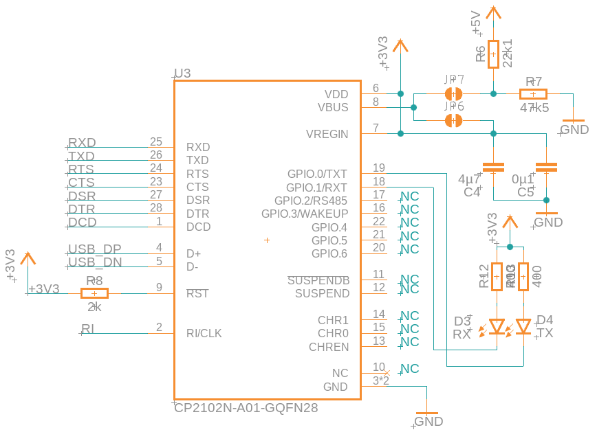 U3
+5V
R6
22k1
+3V3
JP7
R7
47k5
GND
JP6
VDD 6
VBUS 8
VREGIN 7
RXD 25 RXD
TXD 26 TXD
RTS 24 RTS
CTS 23 CTS
DSR 27 DSR
DTR 28 DTR
DCD 1 DCD
USB_DP 4 D+
USB_DN 5 D-
+3V3
+3V3 R8 2k 9 RST
RI 2 RI/CLK
GPIO.0/TXT 19
GPIO.1/RXT 18
GPIO.2/RS485 17 NC
GPIO.3/WAKEUP 16 NC
GPIO.4 22 NC
GPIO.5 21 NC
GPIO.6 20 NC
SUSPENDB 11 NC
SUSPEND 12 NC
CHR1 14 NC
CHR0 15 NC
CHREN 13 NC
NC 10 NC
GND 3*2
4µ7
C4
0µ1
C5
GND
+3V3
R12
400
D3
RX
D4
TX
GND
CP2102N-A01-GQFN28